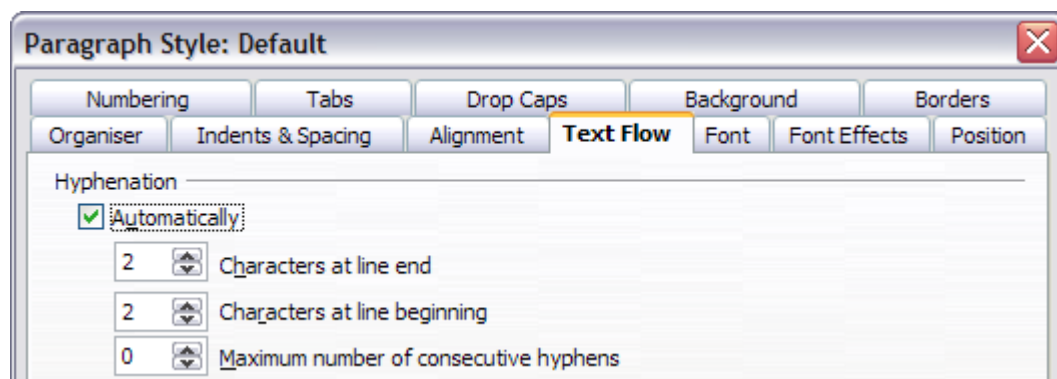 Paragraph Style: Default
Numbering Tabs Drop Caps Background Borders
Organiser Indents & Spacing Alignment Text Flow Font Font Effects Position
Hyphenation
Automatically
2 Characters at line end
2 Characters at line beginning
0 Maximum number of consecutive hyphens